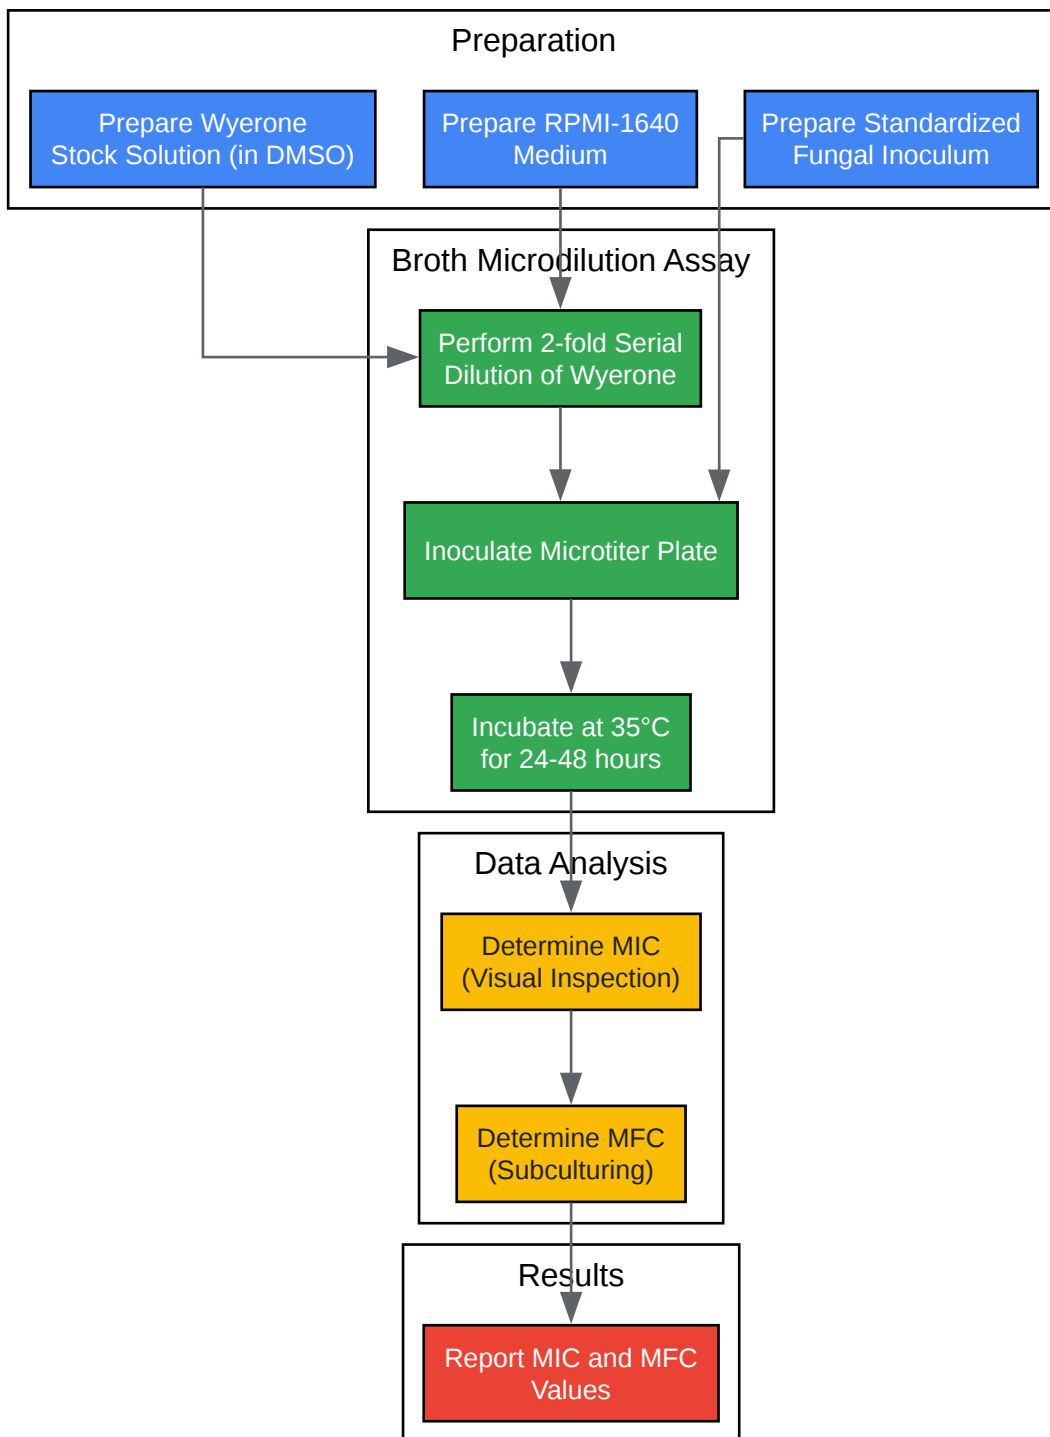 Preparation
Prepare Wyerone
Stock Solution (in DMSO)
Prepare RPMI-1640
Medium
Prepare Standardized
Fungal Inoculum
Broth Microdilution Assay
Perform 2-fold Serial
Dilution of Wyerone
Inoculate Microtiter Plate
Incubate at 35°C
for 24-48 hours
Data Analysis
Determine MIC
(Visual Inspection)
Determine MFC
(Subculturing)
Results
Report MIC and MFC
Values